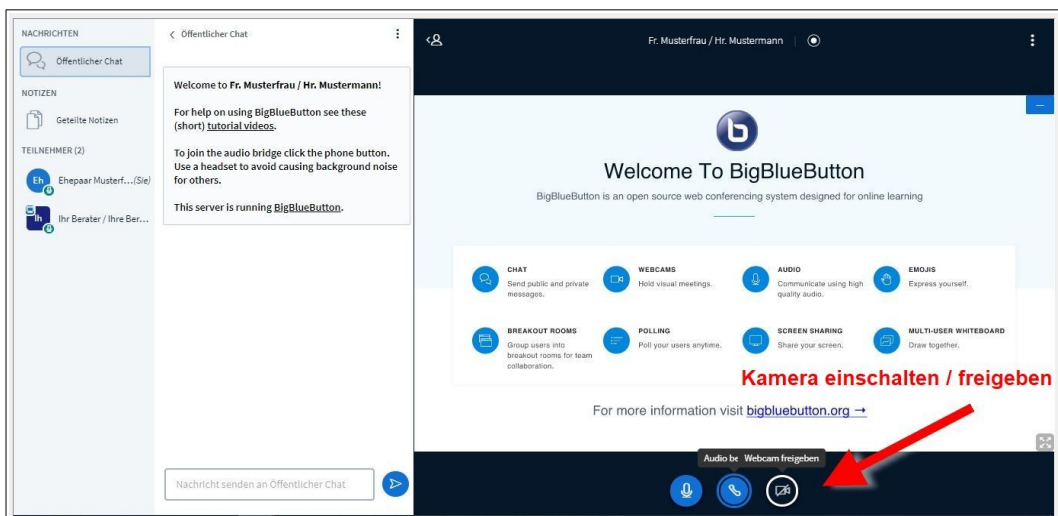 NACHRICHTEN
Öffentlicher Chat
NOTIZEN
Geteilte Notizen
TEILNEHMER (2)
Eh
Ehepaar Musterf...(Sie)
Ih
Ihr Berater / Ihre Ber...
Öffentlicher Chat
Welcome to Fr. Musterfrau / Hr. Mustermann!
For help on using BigBlueButton see these
(short) tutorial videos.
To join the audio bridge click the phone button.
Use a headset to avoid causing background noise
for others.
This server is running BigBlueButton.
Nachricht senden an Öffentlicher Chat
Fr. Musterfrau / Hr. Mustermann
b
Welcome To BigBlueButton
BigBlueButton is an open source web conferencing system designed for online learning
CHAT
Send public and private
messages.
WEBCAMS
Hold visual meetings.
AUDIO
Communicate using high
quality audio.
EMOJIS
Express yourself.
BREAKOUT ROOMS
Group users into
breakout rooms for team
collaboration.
POLLING
Poll your users anytime.
SCREEN SHARING
Share your screen.
MULTI-USER WHITEBOARD
Draw together.
Kamera einschalten / freigeben
For more information visit bigbluebutton.org →
Audio be
Webcam freigeben